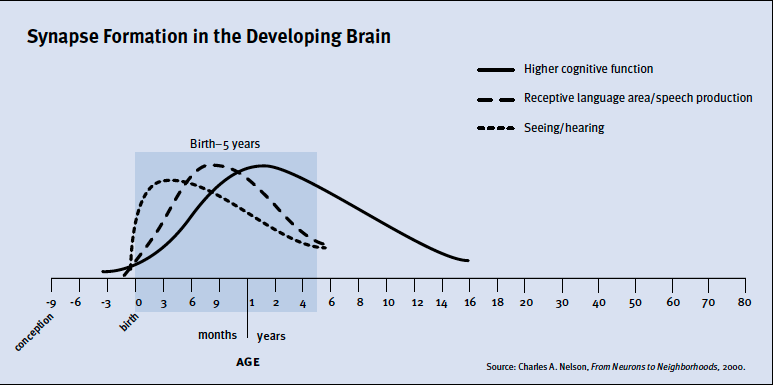 Synapse Formation in the Developing Brain
Higher cognitive function
Receptive language area/speech production
Seeing/hearing
Birth–5 years
-9 -6 -3 0 3 6 9 1 2 4 6 8 10 12 14 16 18 20 30 40 50 60 70 80
conception
birth
months years
AGE
Source: Charles A. Nelson, From Neurons to Neighborhoods, 2000.